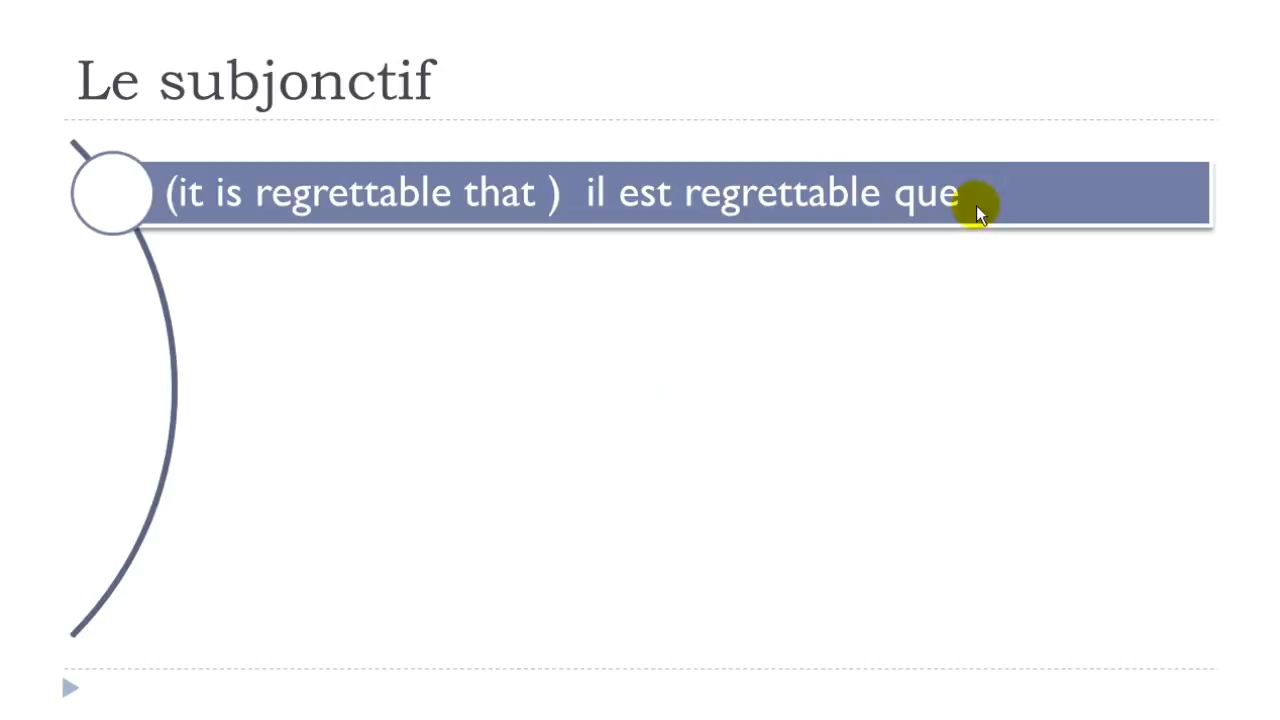 Le subjonctif
(it is regrettable that ) il est regrettable que